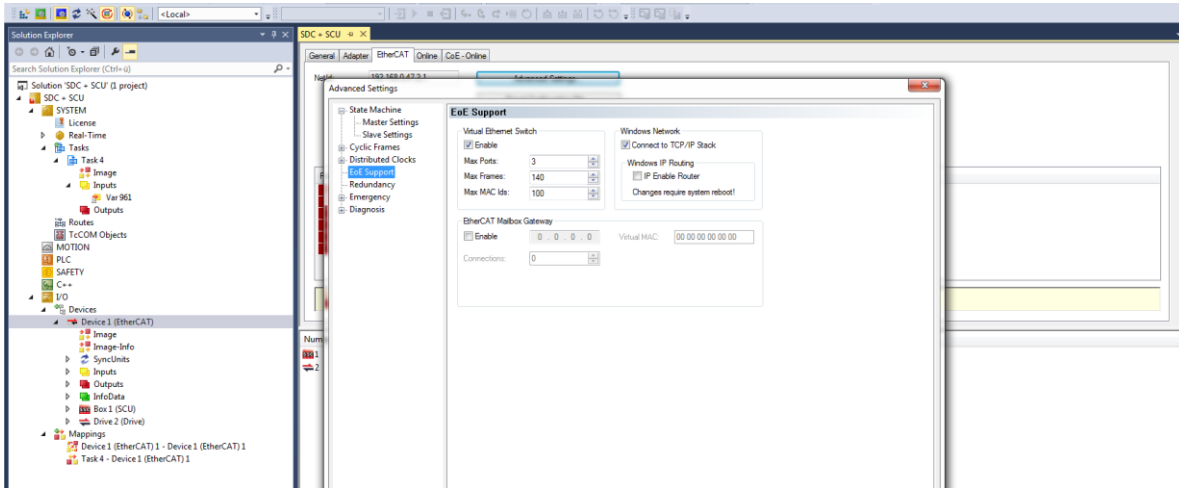 <Local>
Solution Explorer
SDC + SCU
General
Adapter
EtherCAT
Online
CoE - Online
Search Solution Explorer (Ctrl+ü)
Solution 'SDC + SCU' (1 project)
SDC + SCU
SYSTEM
License
Real-Time
Tasks
Task 4
Image
Inputs
Var 961
Outputs
Routes
TcCOM Objects
MOTION
PLC
SAFETY
C++
I/O
Devices
Device 1 (EtherCAT)
Image
Image-Info
SyncUnits
Inputs
Outputs
InfoData
Box 1 (SCU)
Drive 2 (Drive)
Mappings
Device 1 (EtherCAT) 1 - Device 1 (EtherCAT) 1
Task 4 - Device 1 (EtherCAT) 1
Advanced Settings
State Machine
Master Settings
Slave Settings
Cyclic Frames
Distributed Clocks
EoE Support
Redundancy
Emergency
Diagnosis
EoE Support
Virtual Ethernet Switch
Enable
Max Ports: 3
Max Frames: 140
Max MAC Ids: 100
Windows Network
Connect to TCP/IP Stack
Windows IP Routing
IP Enable Router
Changes require system reboot!
EtherCAT Mailbox Gateway
Enable 0 . 0 . 0 . 0 Virtual MAC: 00 00 00 00 00 00
Connections: 0
1
2